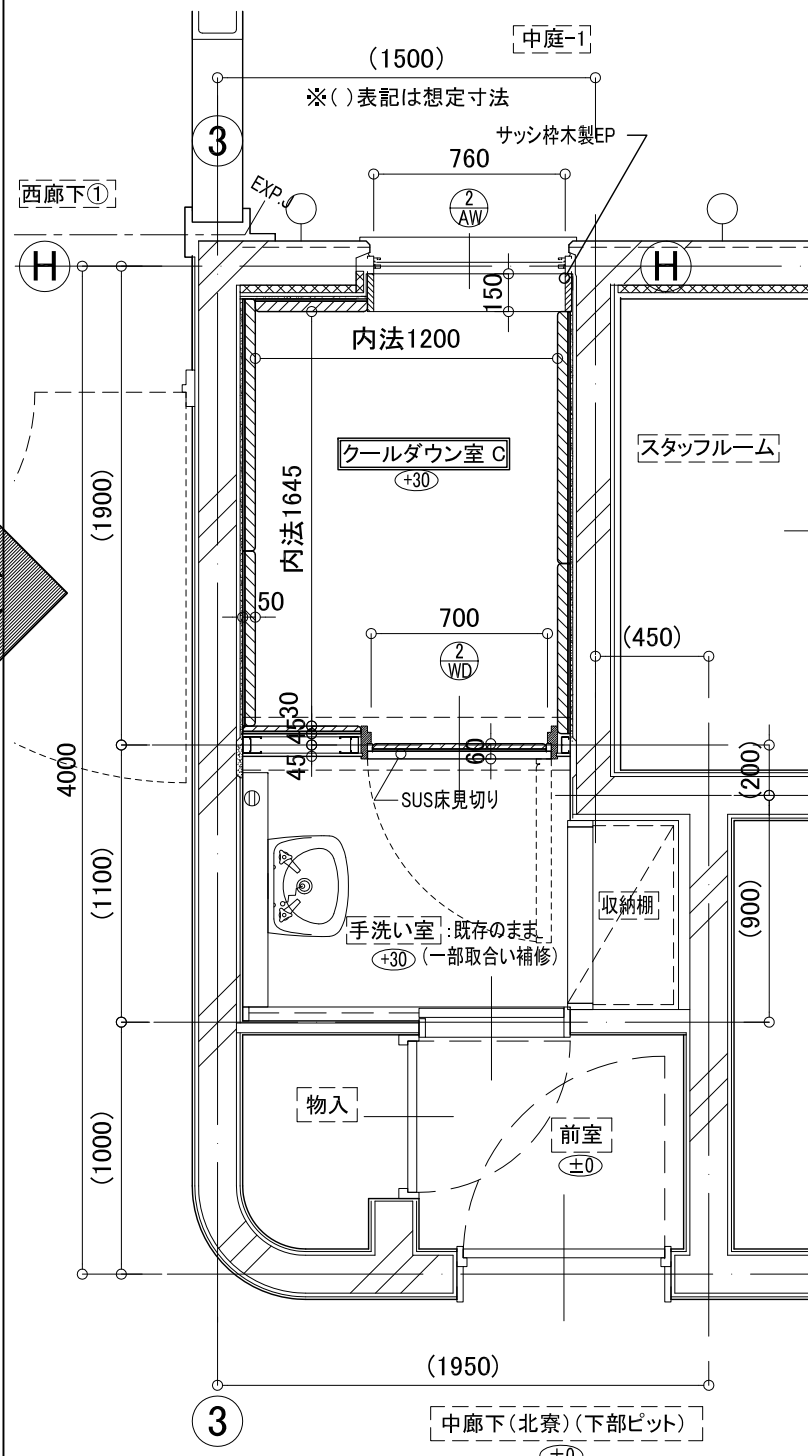 中庭-1
(1500)
※( )表記は想定寸法
サッシ枠木製EP
3
760
西廊下①
EXP.J
2
AW
H
H
150
内法1200
クールダウン室 C
+30
スタッフルーム
(1900)
内法1645
50
700
(450)
2
WD
30
45
45
60
4000
(200)
SUS床見切り
(1100)
収納棚
(900)
手洗い室 :既存のまま
+30 (一部取合い補修)
物入
前室
±0
(1000)
(1950)
3
中廊下(北寮)(下部ピット)
±0